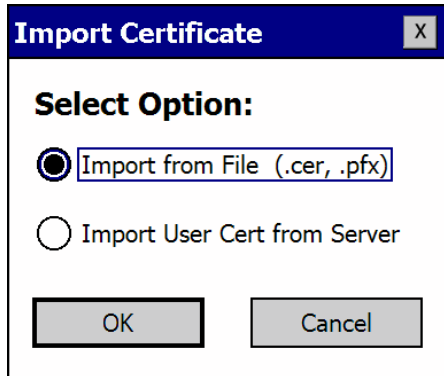 Import Certificate X
Select Option:
Import from File (.cer, .pfx)
Import User Cert from Server
OK Cancel